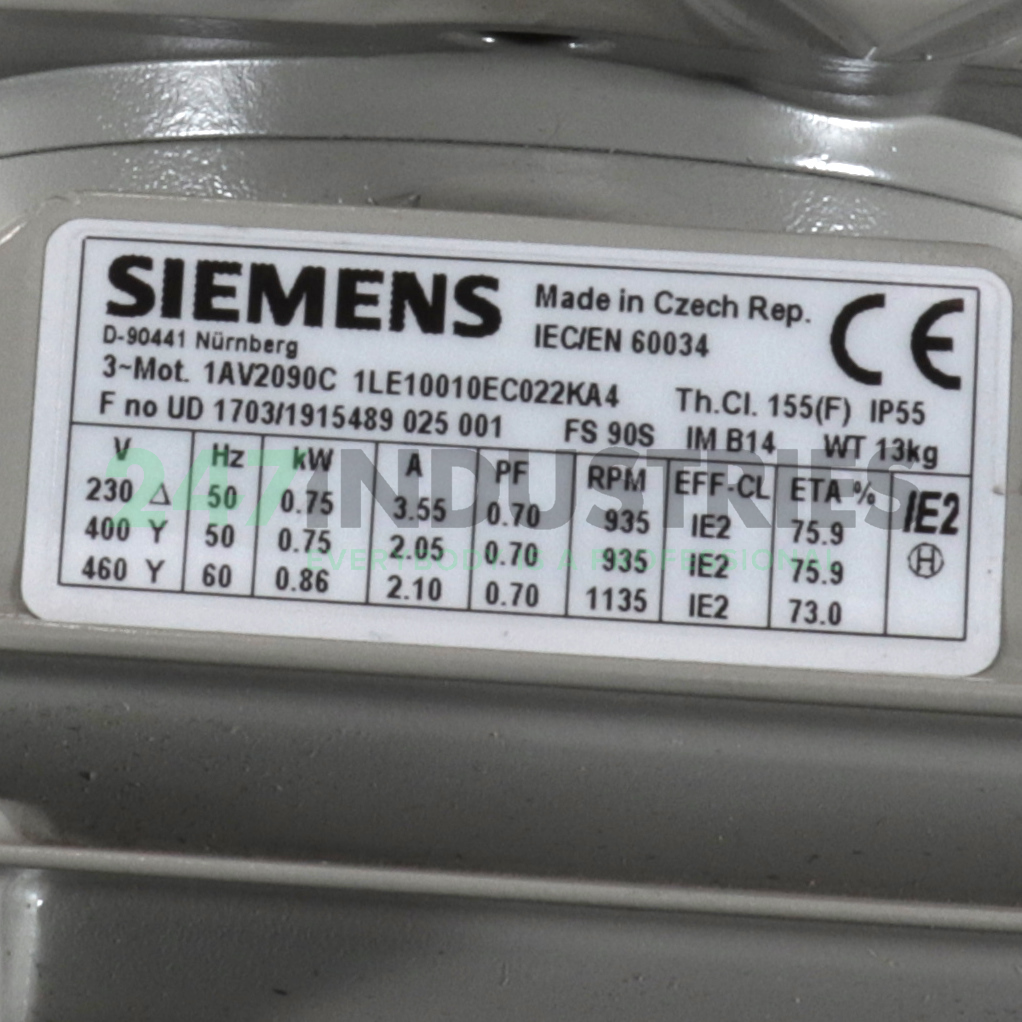 SIEMENS
Made in Czech Rep.
CE
D-90441 Nürnberg
IEC/EN 60034
3~Mot. 1AV2090C 1LE10010EC022KA4 Th.Cl. 155(F) IP55
F no UD 1703/1915489 025 001 FS 90S IM B14 WT 13kg
V Hz kW A PF RPM EFF-CL ETA % IE2
230 Δ 50 0.75 3.55 0.70 935 IE2 75.9
400 Y 50 0.75 2.05 0.70 935 IE2 75.9
460 Y 60 0.86 2.10 0.70 1135 IE2 73.0
H
247INDUSTRIES
EVERYBODY IS A PROFESSIONAL